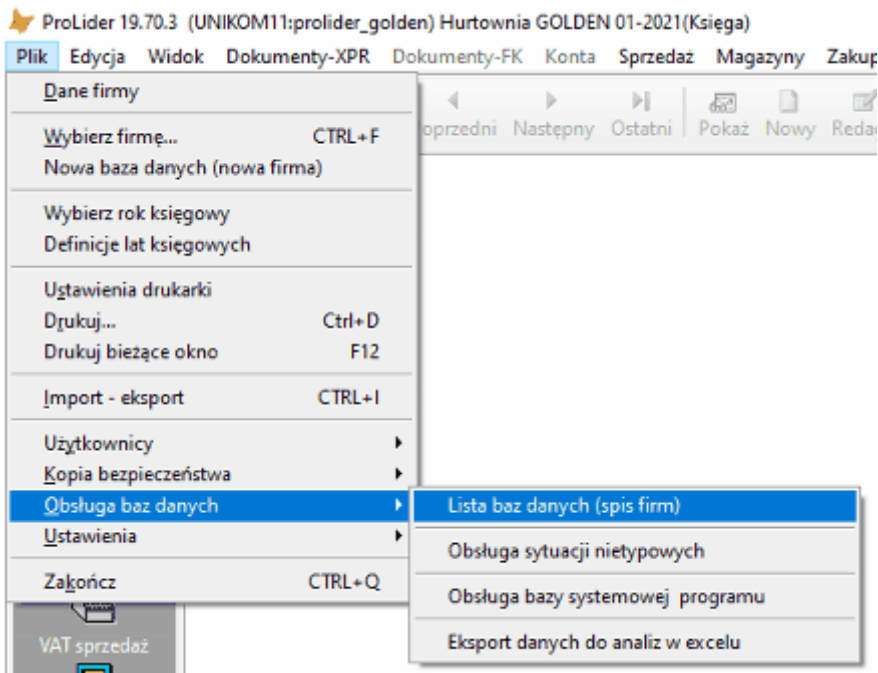 ProLider 19.70.3 (UNIKOM11:prolider_golden) Hurtownia GOLDEN 01-2021(Księga)
Plik Edycja Widok Dokumenty-XPR Dokumenty-FK Konta Sprzedaż Magazyny Zakup
Dane firmy
oprzedni Następny Ostatni Pokaż Nowy Reda
Wybierz firmę... CTRL+F
Nowa baza danych (nowa firma)
Wybierz rok księgowy
Definicje lat księgowych
Ustawienia drukarki
Drukuj... Ctrl+D
Drukuj bieżące okno F12
Import - eksport CTRL+I
Użytkownicy
Kopia bezpieczeństwa
Obsługa baz danych
Lista baz danych (spis firm)
Ustawienia
Obsługa sytuacji nietypowych
Zakończ CTRL+Q
Obsługa bazy systemowej programu
VAT sprzedaż
Eksport danych do analiz w excelu